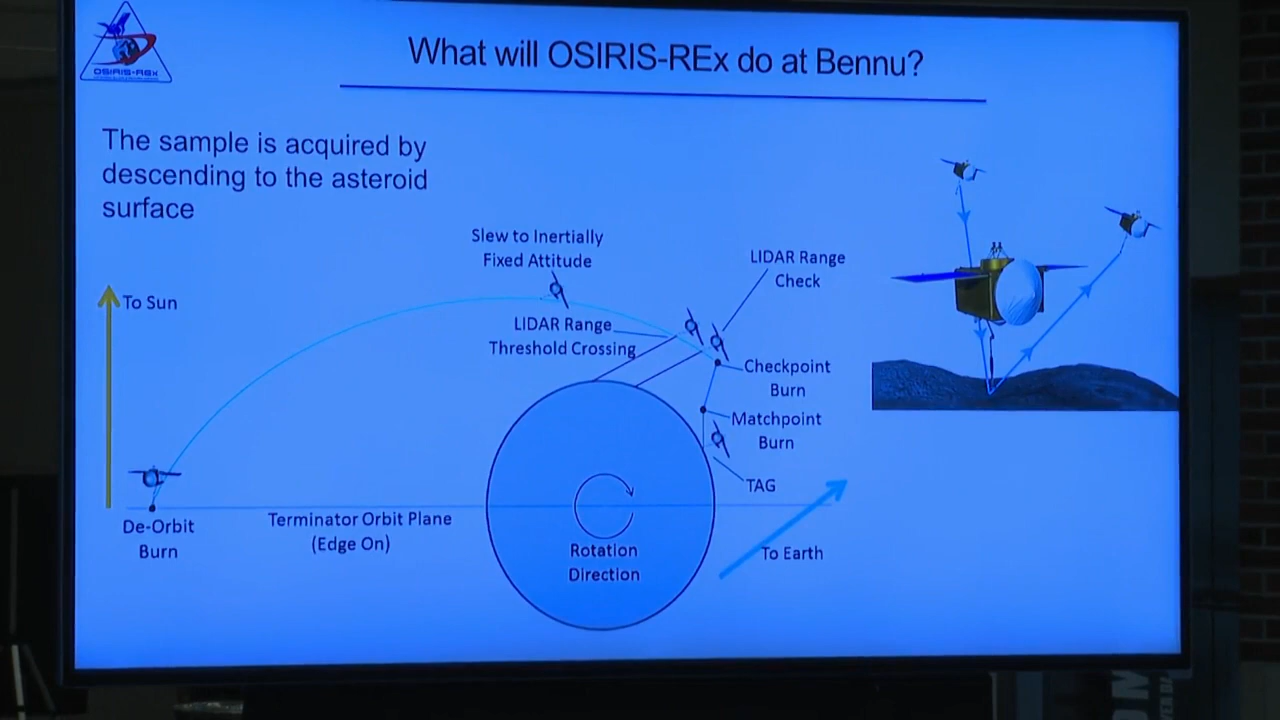 OSIRIS-REx
What will OSIRIS-REx do at Bennu?
The sample is acquired by
descending to the asteroid
surface
Slew to Inertially
Fixed Attitude
LIDAR Range
Check
To Sun
LIDAR Range
Threshold Crossing
Checkpoint
Burn
Matchpoint
Burn
TAG
De-Orbit
Burn
Terminator Orbit Plane
(Edge On)
Rotation
Direction
To Earth